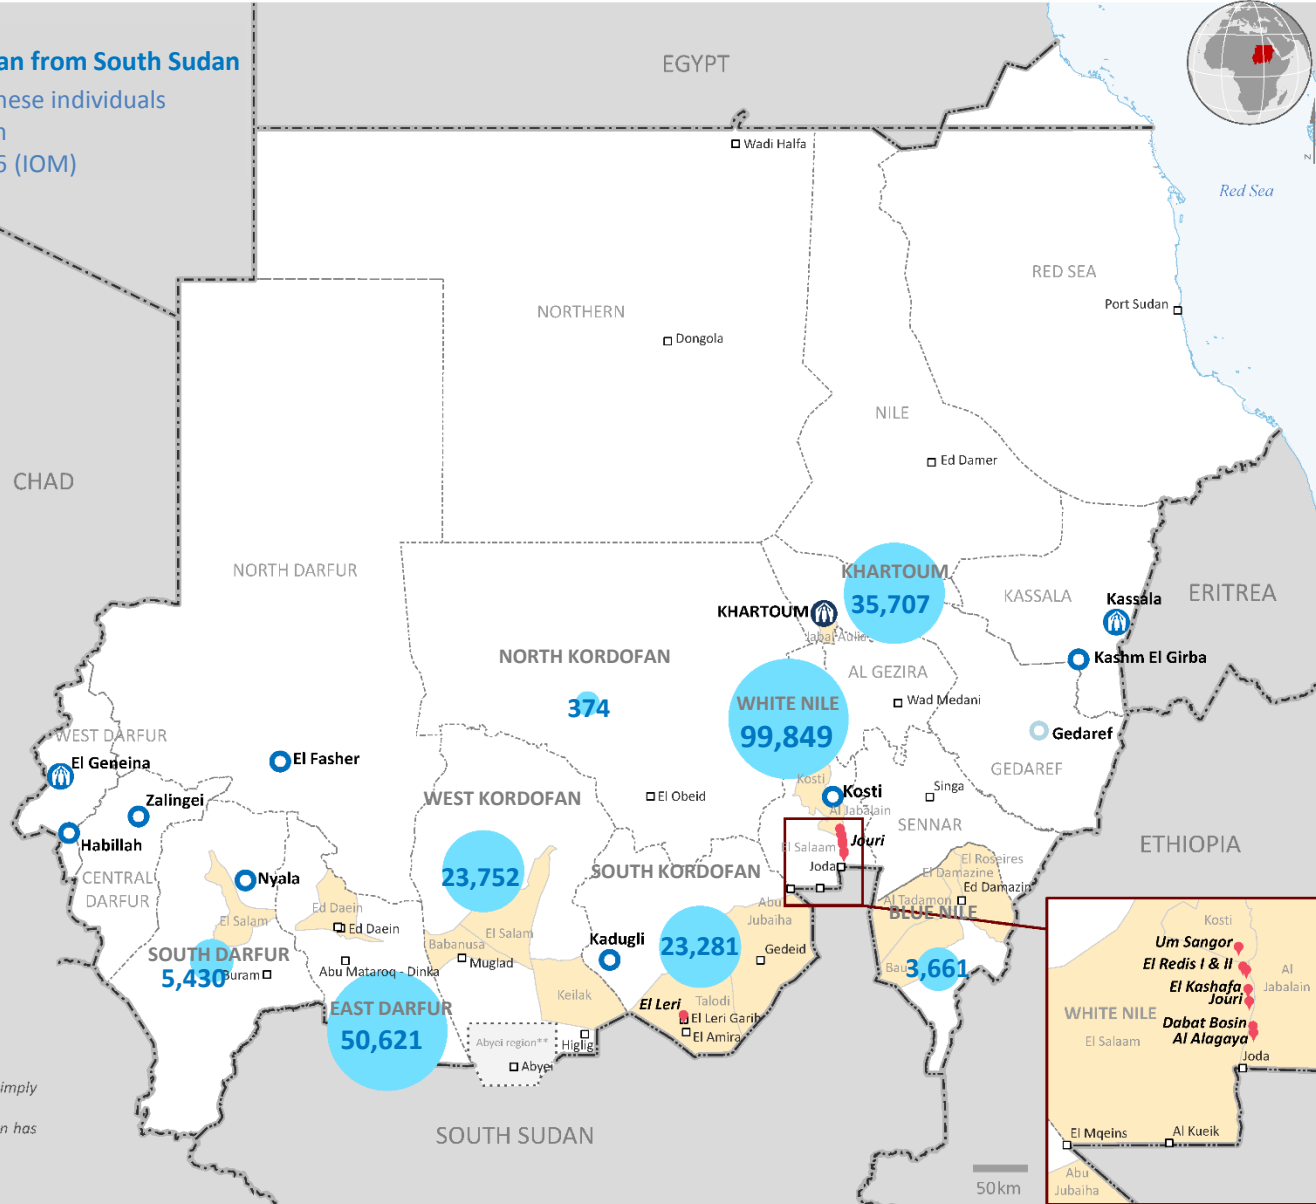 an from South Sudan
nese individuals
n
5 (IOM)
EGYPT
Wadi Halfa
Red Sea
N
RED SEA
Port Sudan
NORTHERN
Dongola
NILE
Ed Damer
CHAD
NORTH DARFUR
KHARTOUM
35,707
KHARTOUM
Jabal Aulia
KASSALA
Kassala
ERITREA
Kashm El Girba
NORTH KORDOFAN
374
AL GEZIRA
WHITE NILE
99,849
Wad Medani
Gedaref
GEDAREF
WEST DARFUR
El Geneina
El Fasher
Zalingei
Habillah
WEST KORDOFAN
El Obeid
Kosti
Kosti
Al Jabalain
Singa
SENNAR
Jouri
El Salaam
Joda
ETHIOPIA
CENTRAL
DARFUR
Nyala
El Salam
Ed Daein
Ed Daein
23,752
SOUTH KORDOFAN
El Roseires
El Damazine
Ed Damazin
Al Tadamon
BLUE NILE
Bau
3,661
Abu
Jubaiha
Gedeid
Kadugli
23,281
SOUTH DARFUR
5,430
Buram
Abu Mataroq - Dinka
Babanusa
El Salam
Muglad
Keilak
El Leri
Talodi
El Leri Garib
El Amira
EAST DARFUR
50,621
Abyei region**
Higlig
Abyei
SOUTH SUDAN
imply
n has
50km
Kosti
Um Sangor
El Redis I & II
El Kashafa
Jouri
Al
Jabalain
WHITE NILE
Dabat Bosin
Al Alagaya
El Salaam
Joda
El Mqeins
Al Kueik
Abu
Jubaiha